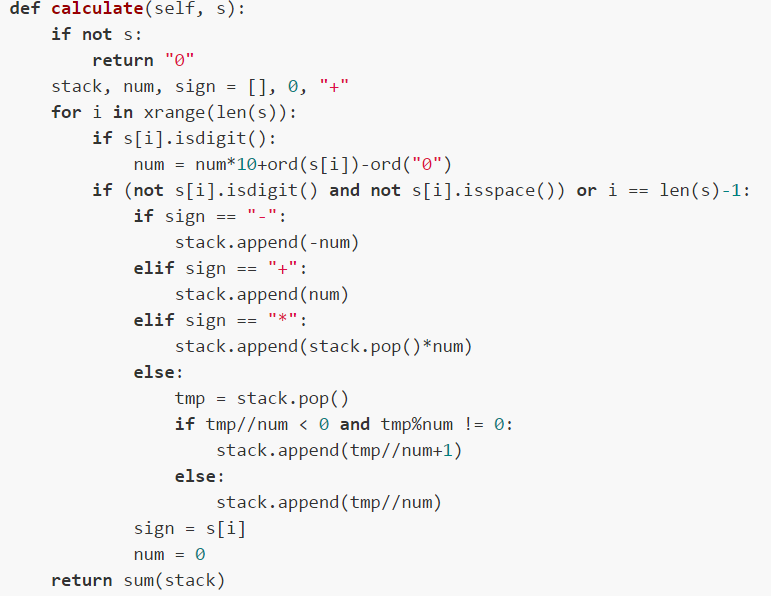 def calculate(self, s):
    if not s:
        return "0"
    stack, num, sign = [], 0, "+"
    for i in xrange(len(s)):
        if s[i].isdigit():
            num = num*10+ord(s[i])-ord("0")
        if (not s[i].isdigit() and not s[i].isspace()) or i == len(s)-1:
            if sign == "-":
                stack.append(-num)
            elif sign == "+":
                stack.append(num)
            elif sign == "*":
                stack.append(stack.pop()*num)
            else:
                tmp = stack.pop()
                if tmp//num < 0 and tmp%num != 0:
                    stack.append(tmp//num+1)
                else:
                    stack.append(tmp//num)
            sign = s[i]
            num = 0
    return sum(stack)